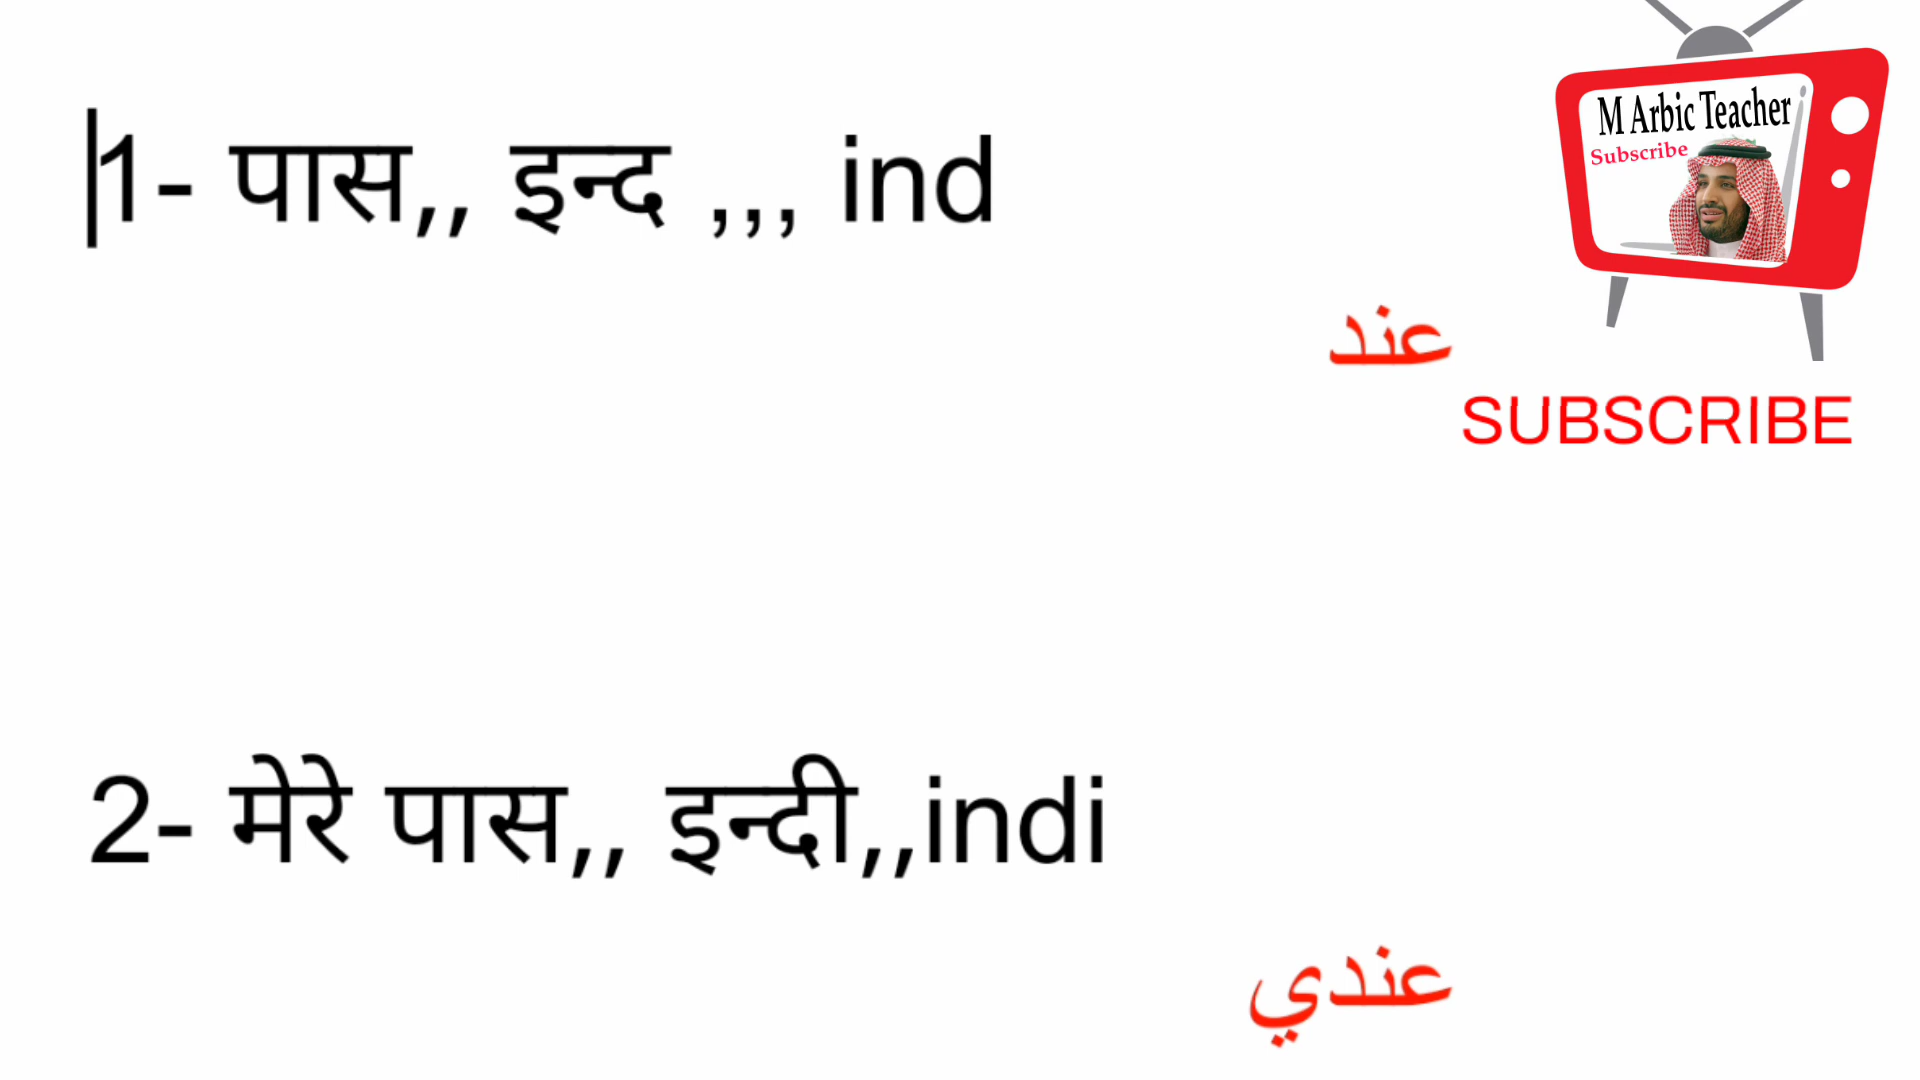 M Arbic Teacher
Subscribe
1- पास,, इन्द ,,, ind
عند
SUBSCRIBE
2- मेरे पास,, इन्दी,,indi
عندي